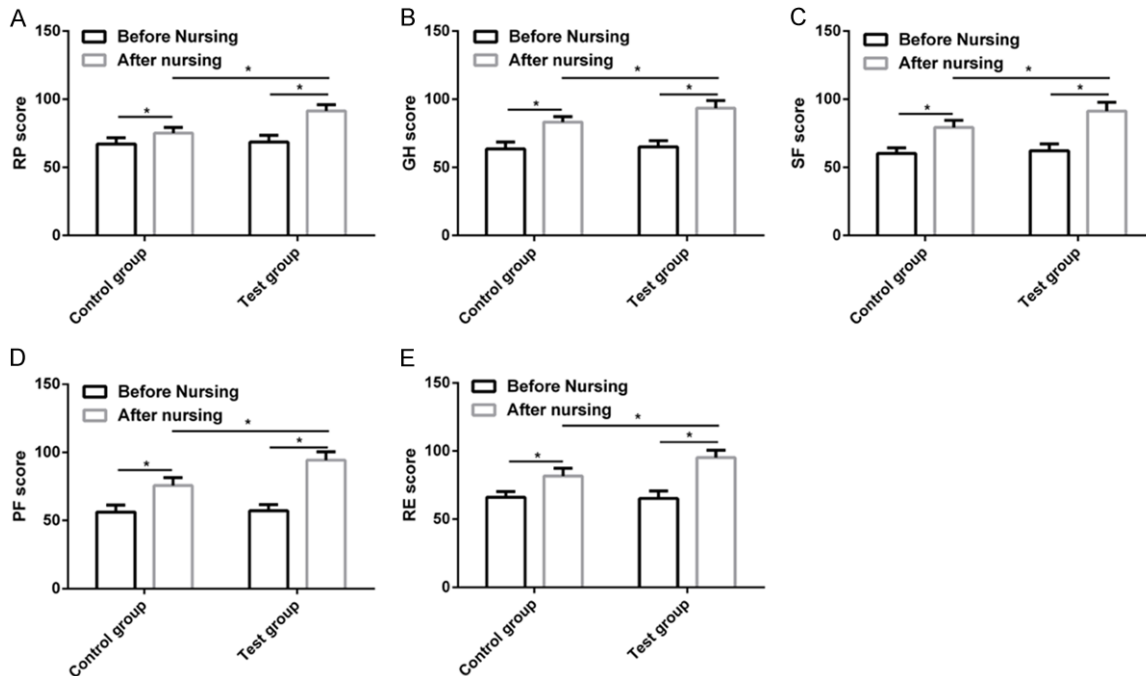 A
150
100
50
0
RP score
Before Nursing
After nursing
*
*
*
Control group
Test group
B
150
100
50
0
GH score
Before Nursing
After nursing
*
*
*
Control group
Test group
C
150
100
50
0
SF score
Before Nursing
After nursing
*
*
*
Control group
Test group
D
150
100
50
0
PF score
Before Nursing
After nursing
*
*
*
Control group
Test group
E
150
100
50
0
RE score
Before Nursing
After nursing
*
*
*
Control group
Test group